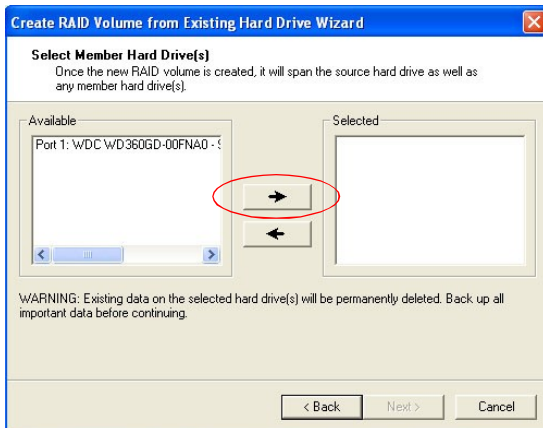 Create RAID Volume from Existing Hard Drive Wizard
Select Member Hard Drive(s)
Once the new RAID volume is created, it will span the source hard drive as well as
any member hard drive(s).
Available
Selected
Port 1: WDC WD360GD-00FNA0 -
WARNING: Existing data on the selected hard drive(s) will be permanently deleted. Back up all
important data before continuing.
< Back
Next >
Cancel